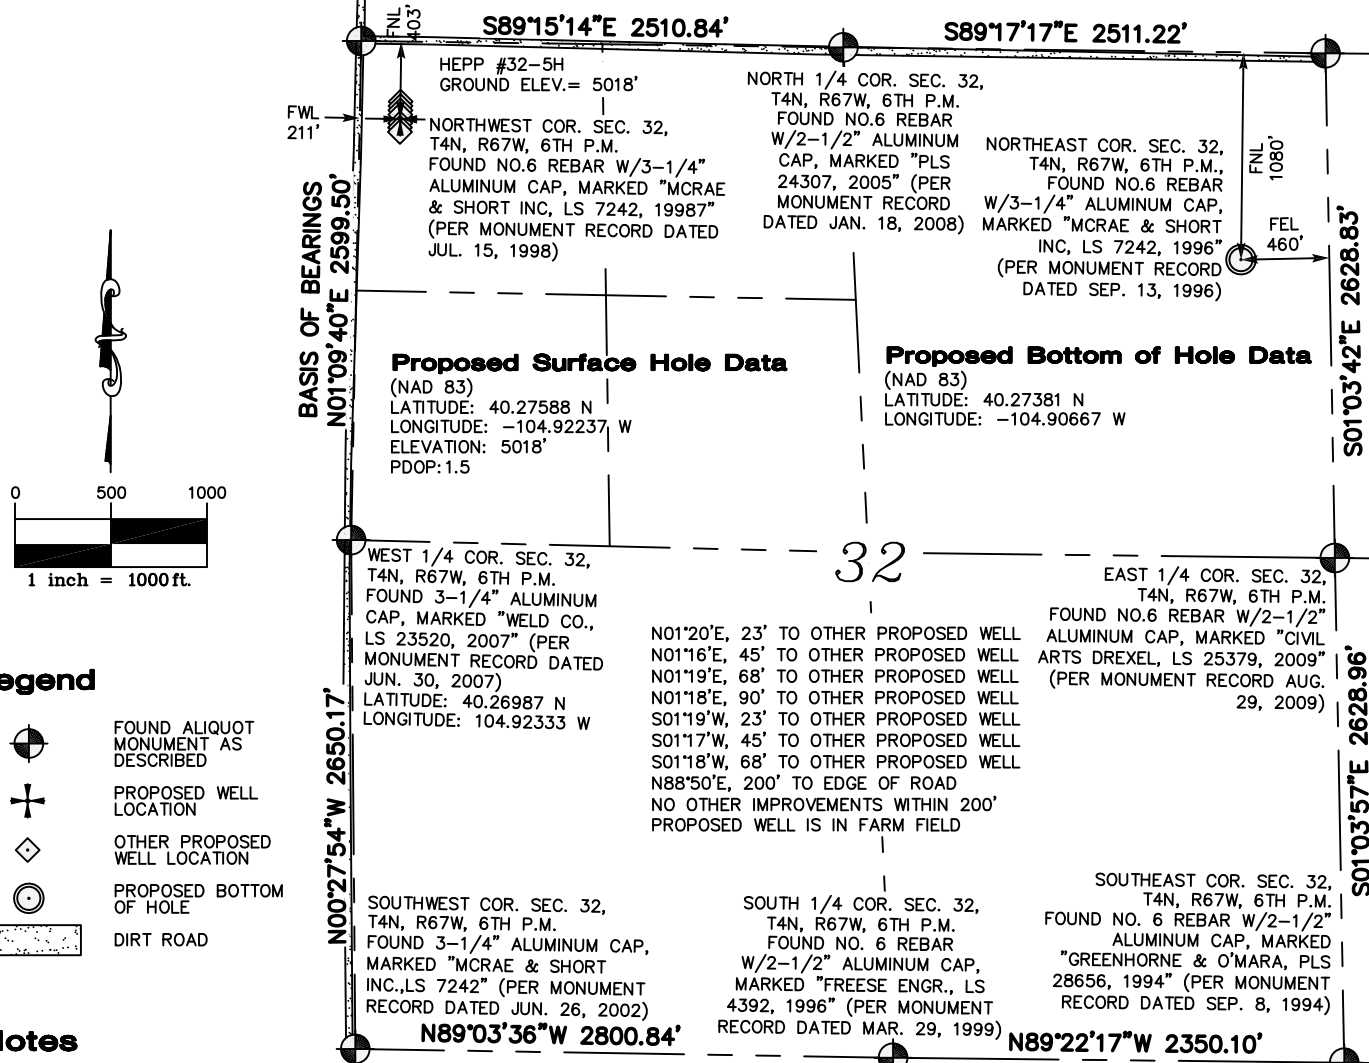 FNL
403'
S89°15'14"E 2510.84'
S89°17'17"E 2511.22'
HEPP #32-5H
GROUND ELEV.= 5018'
FWL
211'
NORTHWEST COR. SEC. 32,
T4N, R67W, 6TH P.M.
FOUND NO.6 REBAR W/3-1/4"
ALUMINUM CAP, MARKED "MCRAE
& SHORT INC, LS 7242, 19987"
(PER MONUMENT RECORD DATED
JUL. 15, 1998)
NORTH 1/4 COR. SEC. 32,
T4N, R67W, 6TH P.M.
FOUND NO.6 REBAR
W/2-1/2" ALUMINUM
CAP, MARKED "PLS
24307, 2005" (PER
MONUMENT RECORD
DATED JAN. 18, 2008)
NORTHEAST COR. SEC. 32,
T4N, R67W, 6TH P.M.,
FOUND NO.6 REBAR
W/3-1/4" ALUMINUM CAP,
MARKED "MCRAE & SHORT
INC, LS 7242, 1996"
(PER MONUMENT RECORD
DATED SEP. 13, 1996)
FNL
1080'
FEL
460'
BASIS OF BEARINGS
N01°09'40"E 2599.50'
S01°03'42"E 2628.83'
Proposed Surface Hole Data
(NAD 83)
LATITUDE: 40.27588 N
LONGITUDE: -104.92237 W
ELEVATION: 5018'
PDOP:1.5
Proposed Bottom of Hole Data
(NAD 83)
LATITUDE: 40.27381 N
LONGITUDE: -104.90667 W
0 500 1000
1 inch = 1000 ft.
32
WEST 1/4 COR. SEC. 32,
T4N, R67W, 6TH P.M.
FOUND 3-1/4" ALUMINUM
CAP, MARKED "WELD CO.,
LS 23520, 2007" (PER
MONUMENT RECORD DATED
JUN. 30, 2007)
LATITUDE: 40.26987 N
LONGITUDE: 104.92333 W
N01°20'E, 23' TO OTHER PROPOSED WELL
N01°16'E, 45' TO OTHER PROPOSED WELL
N01°19'E, 68' TO OTHER PROPOSED WELL
N01°18'E, 90' TO OTHER PROPOSED WELL
S01°19'W, 23' TO OTHER PROPOSED WELL
S01°17'W, 45' TO OTHER PROPOSED WELL
S01°18'W, 68' TO OTHER PROPOSED WELL
N88°50'E, 200' TO EDGE OF ROAD
NO OTHER IMPROVEMENTS WITHIN 200'
PROPOSED WELL IS IN FARM FIELD
EAST 1/4 COR. SEC. 32,
T4N, R67W, 6TH P.M.
FOUND NO.6 REBAR W/2-1/2"
ALUMINUM CAP, MARKED "CIVIL
ARTS DREXEL, LS 25379, 2009"
(PER MONUMENT RECORD AUG.
29, 2009)
egend
FOUND ALIQUOT
MONUMENT AS
DESCRIBED
PROPOSED WELL
LOCATION
OTHER PROPOSED
WELL LOCATION
PROPOSED BOTTOM
OF HOLE
DIRT ROAD
N00°27'54"W 2650.17'
S01°03'57"E 2628.96'
SOUTHWEST COR. SEC. 32,
T4N, R67W, 6TH P.M.
FOUND 3-1/4" ALUMINUM CAP,
MARKED "MCRAE & SHORT
INC.,LS 7242" (PER MONUMENT
RECORD DATED JUN. 26, 2002)
SOUTH 1/4 COR. SEC. 32,
T4N, R67W, 6TH P.M.
FOUND NO. 6 REBAR
W/2-1/2" ALUMINUM CAP,
MARKED "FREESE ENGR., LS
4392, 1996" (PER MONUMENT
RECORD DATED MAR. 29, 1999)
SOUTHEAST COR. SEC. 32,
T4N, R67W, 6TH P.M.
FOUND NO. 6 REBAR W/2-1/2"
ALUMINUM CAP, MARKED
"GREENHORNE & O'MARA, PLS
28656, 1994" (PER MONUMENT
RECORD DATED SEP. 8, 1994)
N89°03'36"W 2800.84'
N89°22'17"W 2350.10'
otes